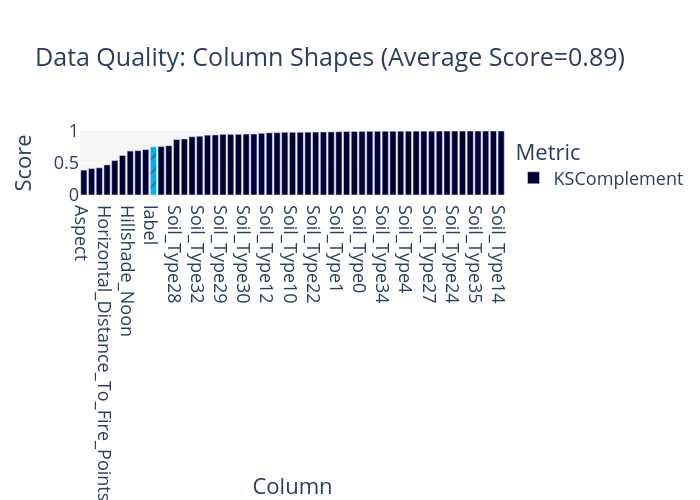 Data Quality: Column Shapes (Average Score=0.89)
Score
1
0.5
0
Metric
KSComplement
Aspect
Horizontal_Distance_To_Fire_Points
Hillshade_Noon
label
Soil_Type28
Soil_Type32
Soil_Type29
Soil_Type30
Soil_Type12
Soil_Type10
Soil_Type22
Soil_Type1
Soil_Type0
Soil_Type34
Soil_Type4
Soil_Type27
Soil_Type24
Soil_Type35
Soil_Type14
Column